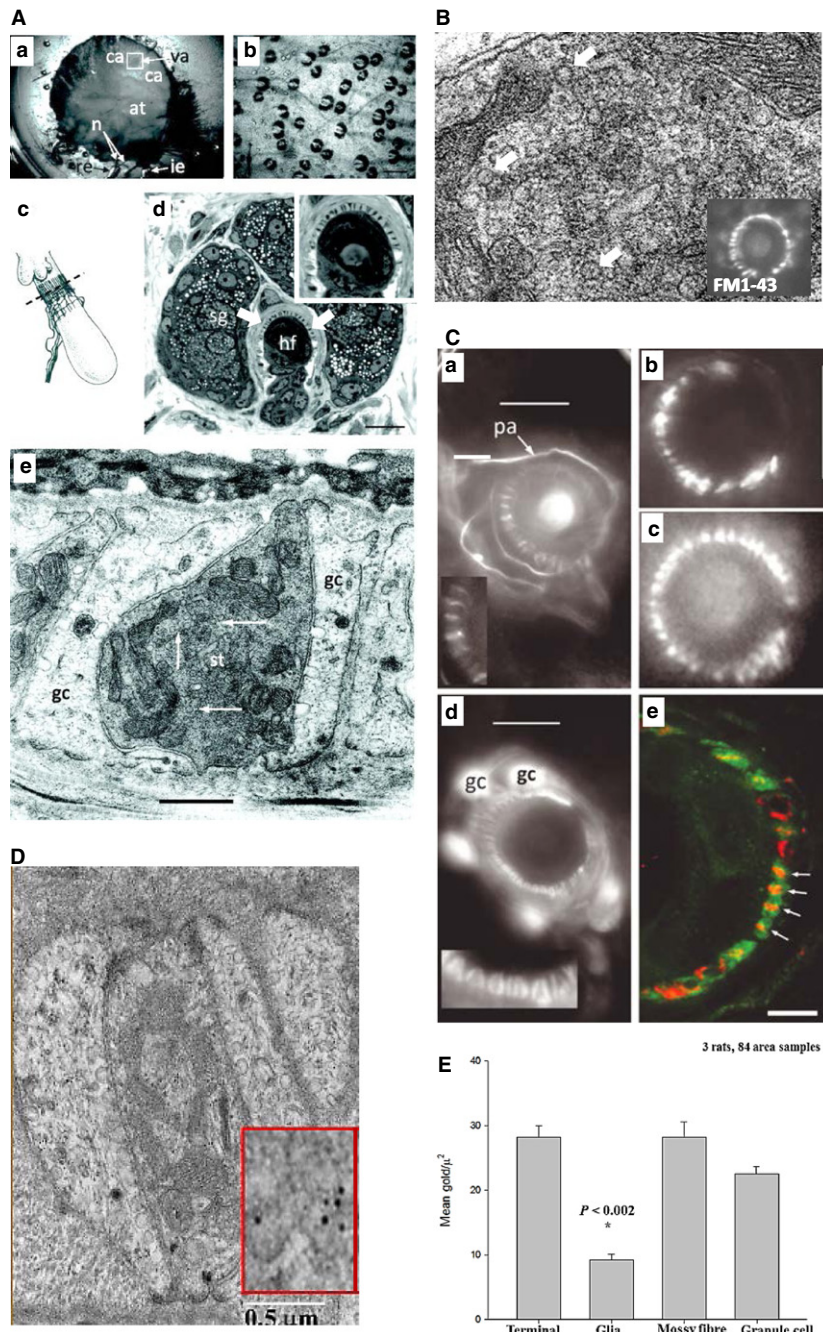 A
a
ca
va
ca
at
n
re
ie
b
c
d
sg
hf
e
gc
st
gc
B
FM1-43
C
a
pa
b
c
d
gc
gc
e
D
0.5 µm
E
3 rats, 84 area samples
Mean gold/µ²
40
30
20
10
0
P < 0.002
*
Terminal
Glia
Mossy fibre
Granule cell